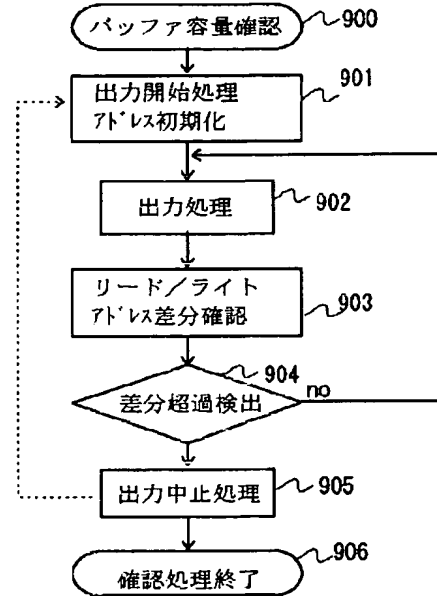 バッファ容量確認
900
出力開始処理
アドレス初期化
901
出力処理
902
リード／ライト
アドレス差分確認
903
904
差分超過検出
no
出力中止処理
905
確認処理終了
906